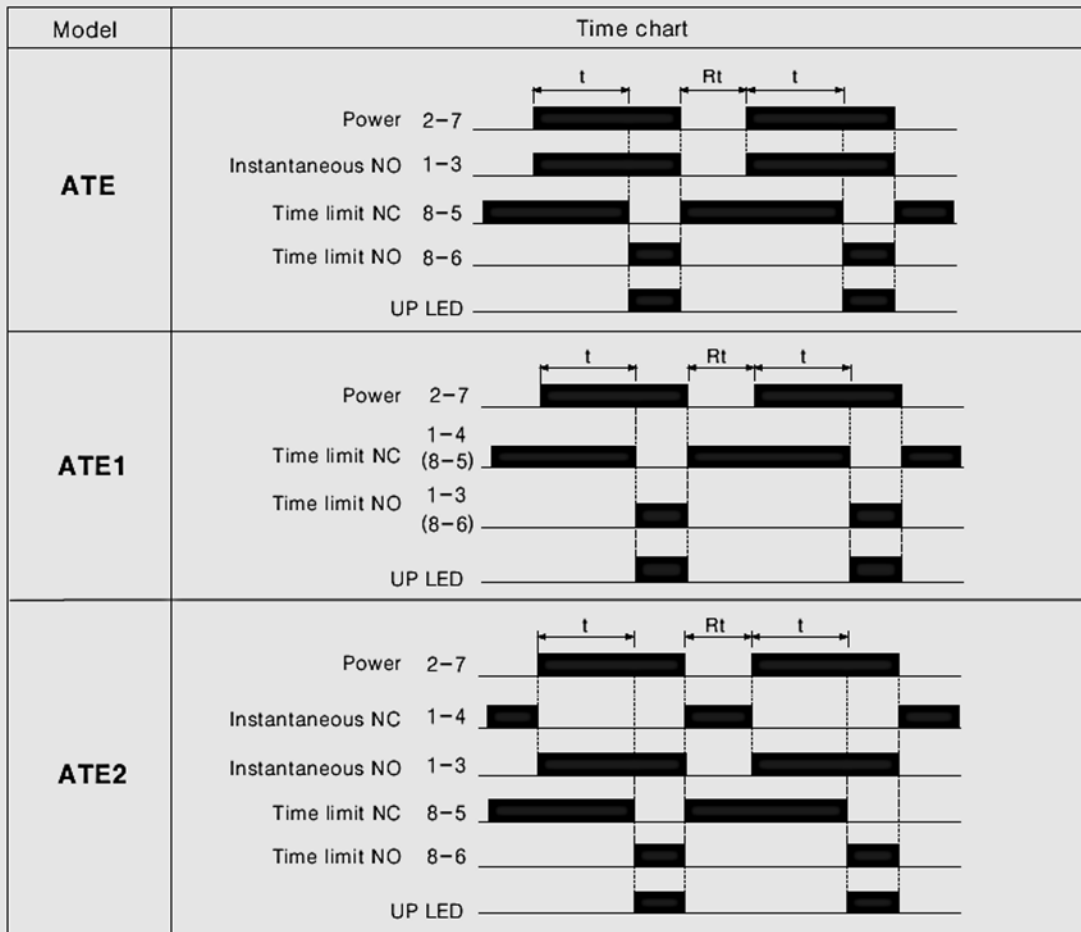 Model Time chart
ATE
t Rt t
Power 2-7
Instantaneous NO 1-3
Time limit NC 8-5
Time limit NO 8-6
UP LED
ATE1
t Rt t
Power 2-7
Time limit NC 1-4
(8-5)
Time limit NO 1-3
(8-6)
UP LED
ATE2
t Rt t
Power 2-7
Instantaneous NC 1-4
Instantaneous NO 1-3
Time limit NC 8-5
Time limit NO 8-6
UP LED